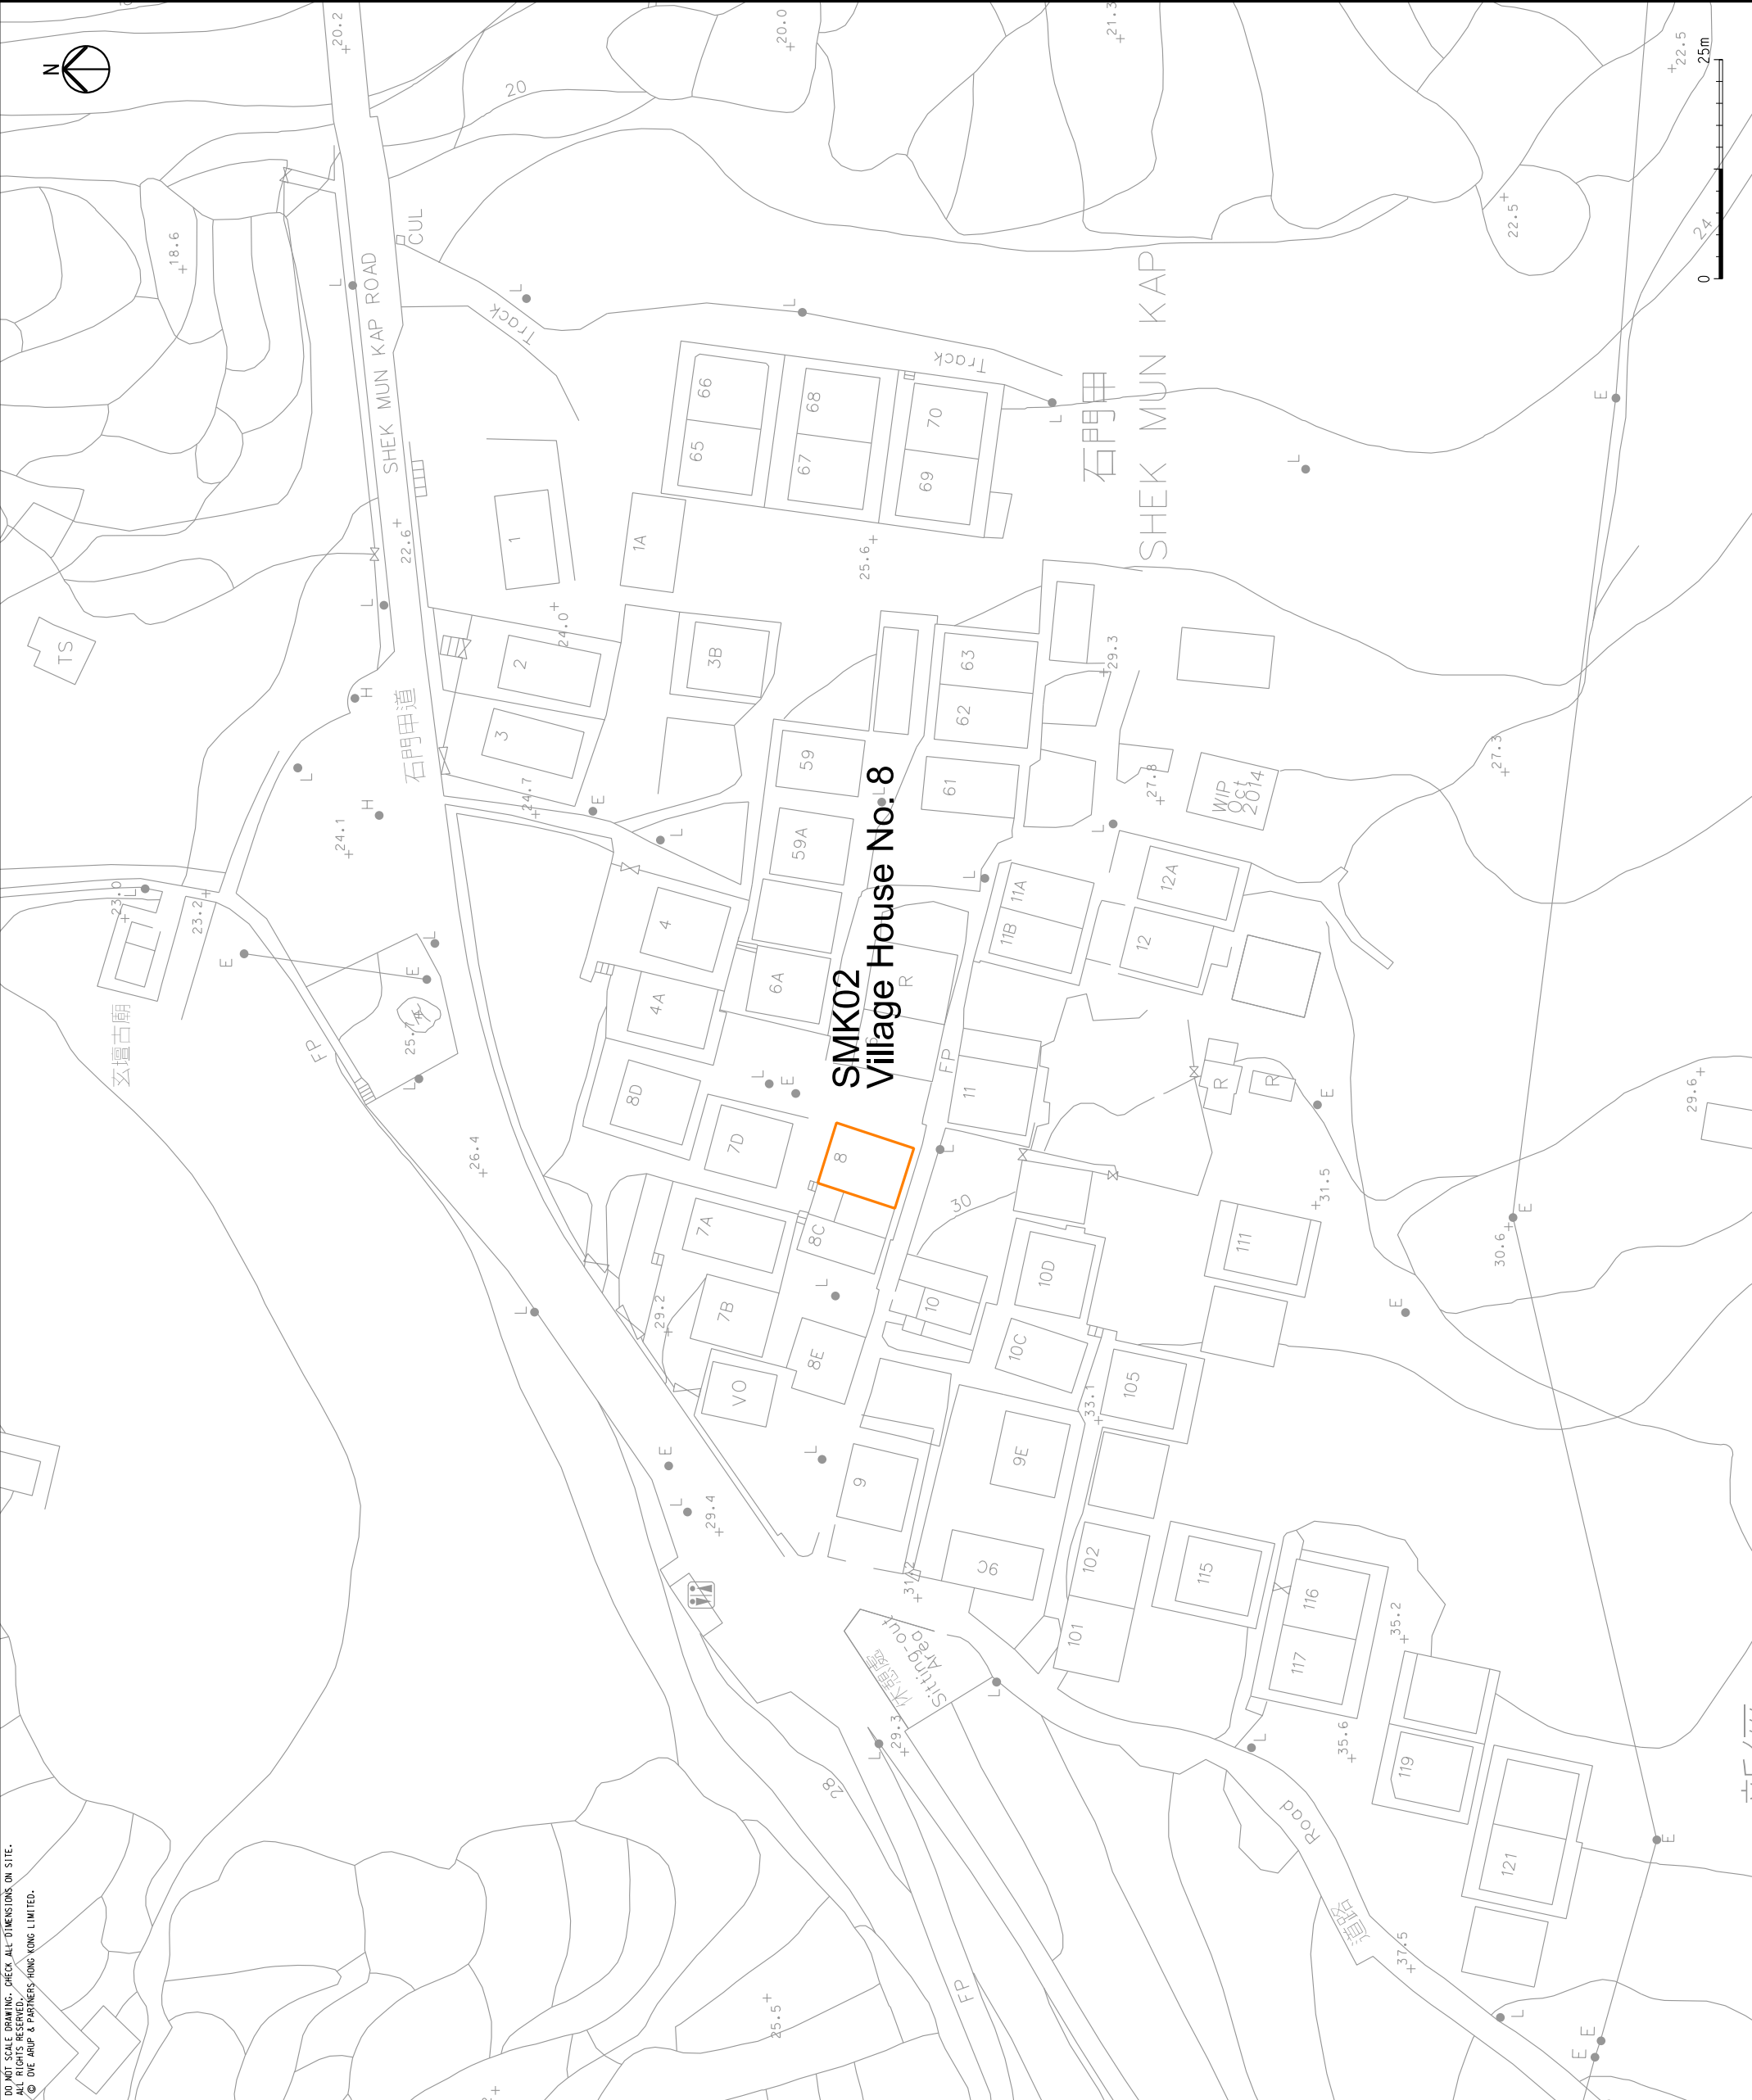 N
20.2
20.0
21.3
22.5
25m
0
20
18.6
22.5
24
CUL
L
SHEK MUN KAP ROAD
L
Track
L
Track
66
68
70
65
67
69
L
石門甲
SHEK MUN KAP
E
L
22.6
1
1A
25.6
TS
L
24.0
2
3B
63
29.3
H
石門甲道
3
62
59
27.3
L
24.7
61
27.8
WIP
Oct
2014
H
24.1
E
L
59A
L
L
23.0
L
23.2
4
L
11A
12A
11B
12
E
L
E
4A
6A
R
25.7
SMK02
Village House No. 8
FP
L
8D
L
E
FP
11
R
R
E
29.6
26.4
7D
8
L
30
31.5
7A
8C
10D
111
30.6
E
L
29.2
7B
L
10
E
8E
10C
VO
33.1
105
E
L
9
9E
L
29.4
31.2
9C
102
115
116
101
117
35.2
Sitting-out
Area
L
29.3
L
35.6
L
119
28
Road
121
E
道路
37.5
FP
25.5
L
E
E
DO NOT SCALE DRAWING. CHECK ALL DIMENSIONS ON SITE.
ALL RIGHTS RESERVED.
© OVE ARUP & PARTNERS HONG KONG LIMITED.